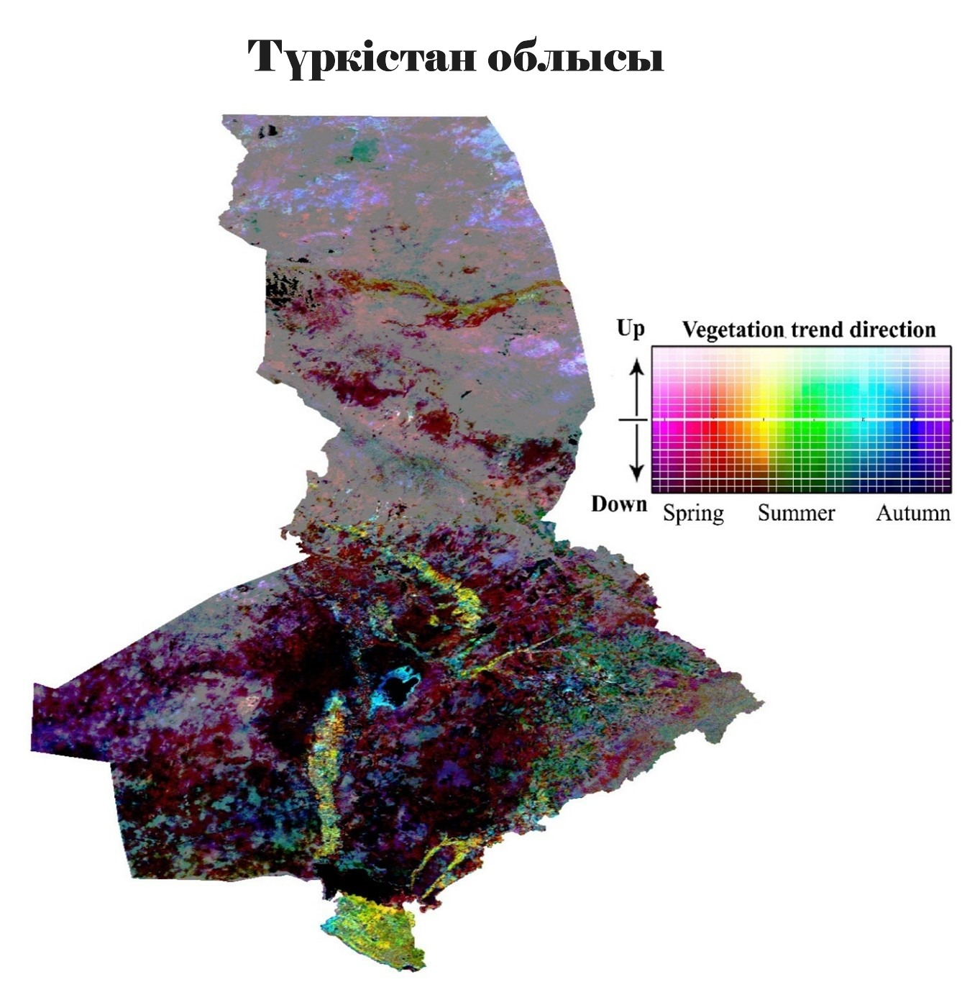 Түркістан облысы
Up
Vegetation trend direction
Down
Spring
Summer
Autumn